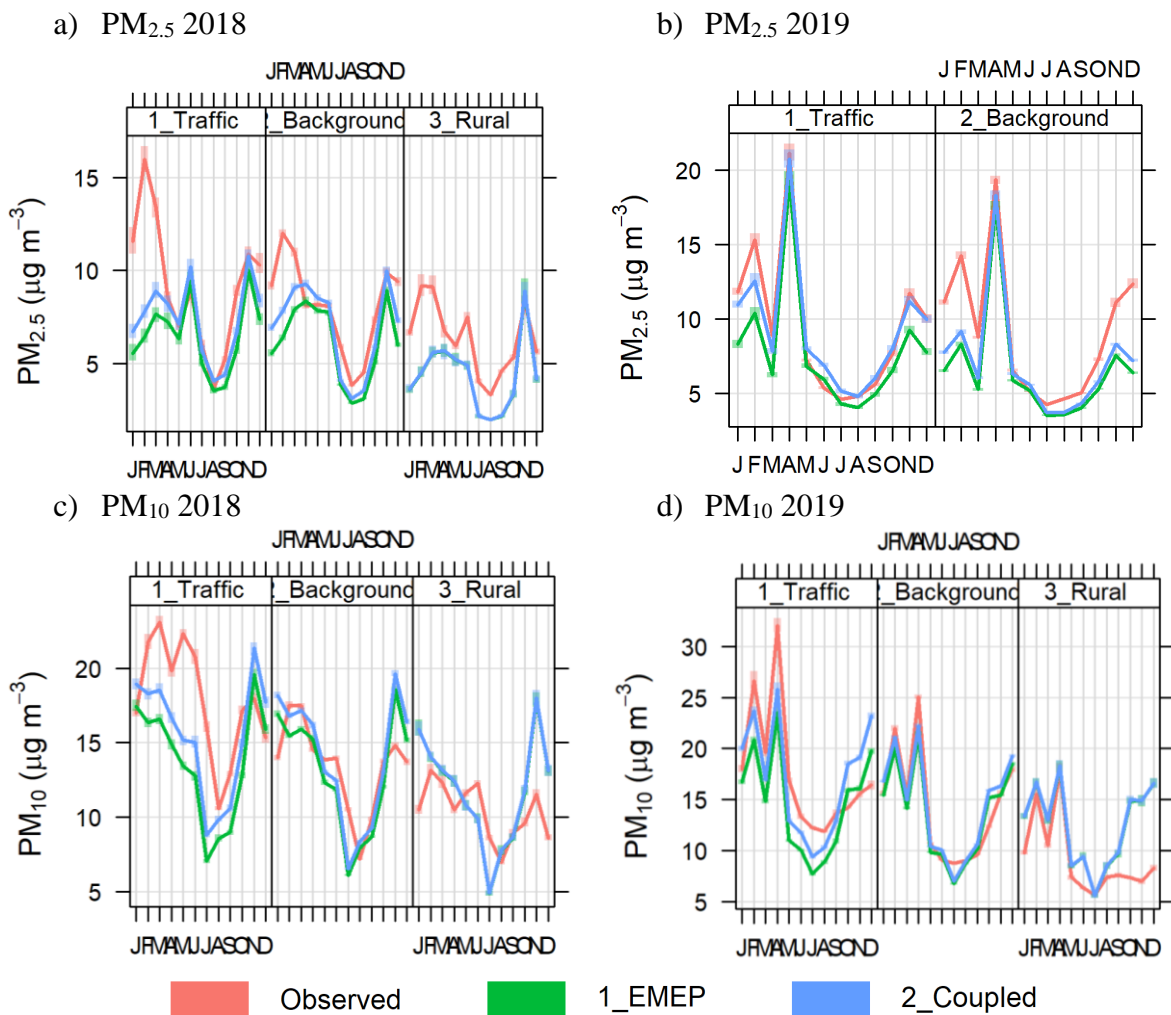 a) PM2.5 2018
JFMAMJJASOND
1_Traffic 2_Background 3_Rural
PM2.5 (μg m−3)
15
10
5
JFMAMJJASOND JFMAMJJASOND
b) PM2.5 2019
JFMAMJJASOND
1_Traffic 2_Background
PM2.5 (μg m−3)
20
15
10
5
JFMAMJJASOND
c) PM10 2018
JFMAMJJASOND
1_Traffic 2_Background 3_Rural
PM10 (μg m−3)
20
15
10
5
JFMAMJJASOND JFMAMJJASOND
d) PM10 2019
JFMAMJJASOND
1_Traffic 2_Background 3_Rural
PM10 (μg m−3)
30
25
20
15
10
5
JFMAMJJASOND JFMAMJJASOND
Observed 1_EMEP 2_Coupled